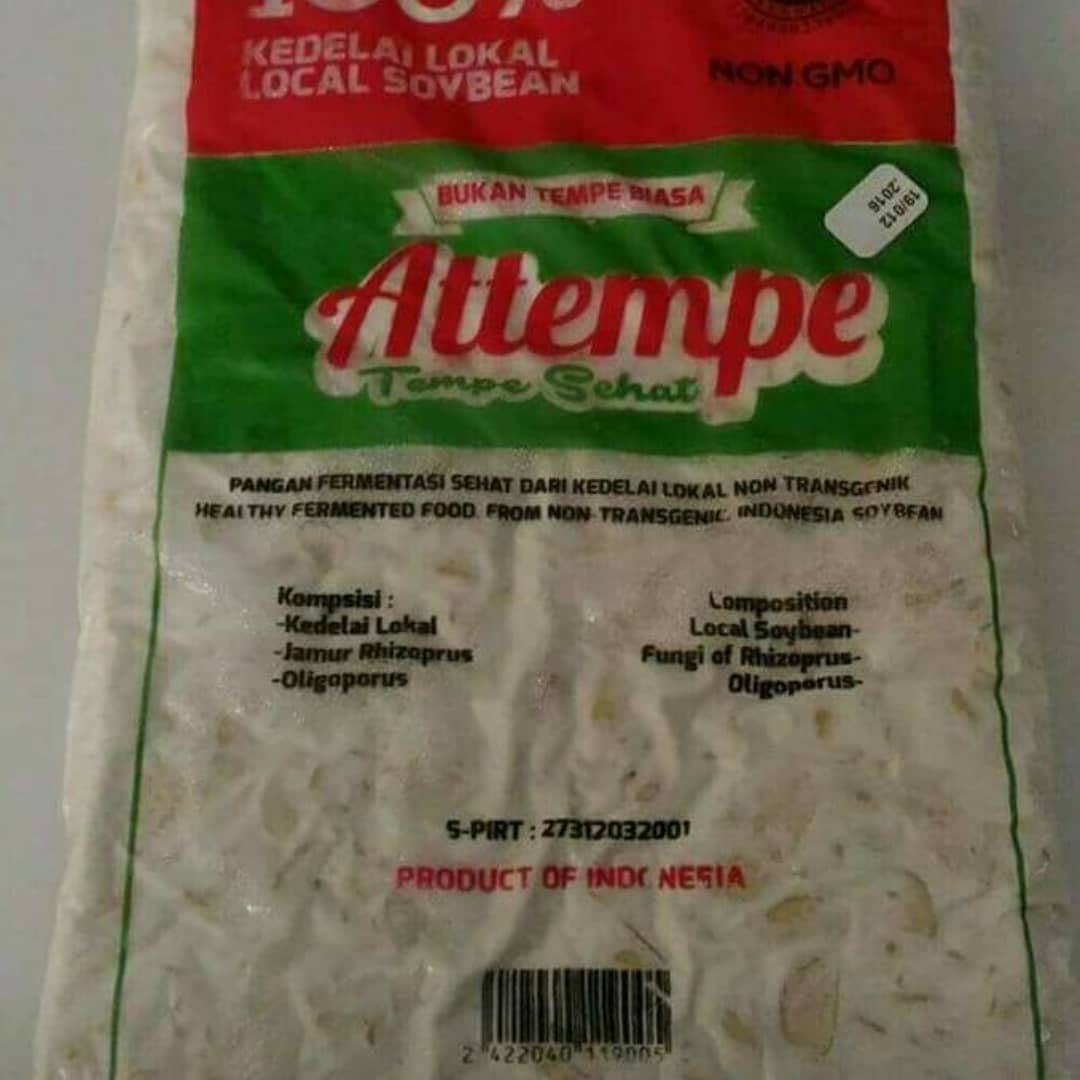 100%
KEDELAI LOKAL
LOCAL SOYBEAN
NON GMO
BUKAN TEMPE BIASA
19/012
2016
Attempe
Tempe Sehat
PANGAN FERMENTASI SEHAT DARI KEDELAI LOKAL NON TRANSGENIK
HEALTHY FERMENTED FOOD FROM NON-TRANSGENIC INDONESIA SOYBEAN
Kompsisi :
-Kedelai Lokal
-Jamur Rhizoprus
-Oligoporus
Composition
Local Soybean-
Fungi of Rhizoprus-
Oligoporus-
S-PIRT : 27312032001
PRODUCT OF INDONESIA
2 422040 119005